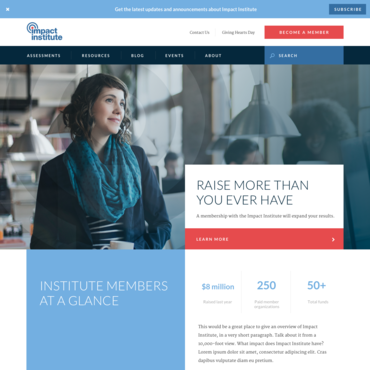 Get the latest updates and announcements about Impact Institute
SUBSCRIBE
impact
institute
Contact Us
Giving Hearts Day
BECOME A MEMBER
ASSESSMENTS
RESOURCES
BLOG
EVENTS
ABOUT
SEARCH
RAISE MORE THAN
YOU EVER HAVE
A membership with the Impact Institute will expand your results.
LEARN MORE
INSTITUTE MEMBERS
AT A GLANCE
$8 million
250
50+
Raised last year
Paid member
organizations
Total funds
This would be a great place to give an overview of Impact
Institute, in a very short paragraph. Talk about it from a
20,000-foot view. What impact does Impact Institute have?
Lorem ipsum dolor sit amet, consectetur adipiscing elit. Cras
dapibus vulputate diam eu pretium.